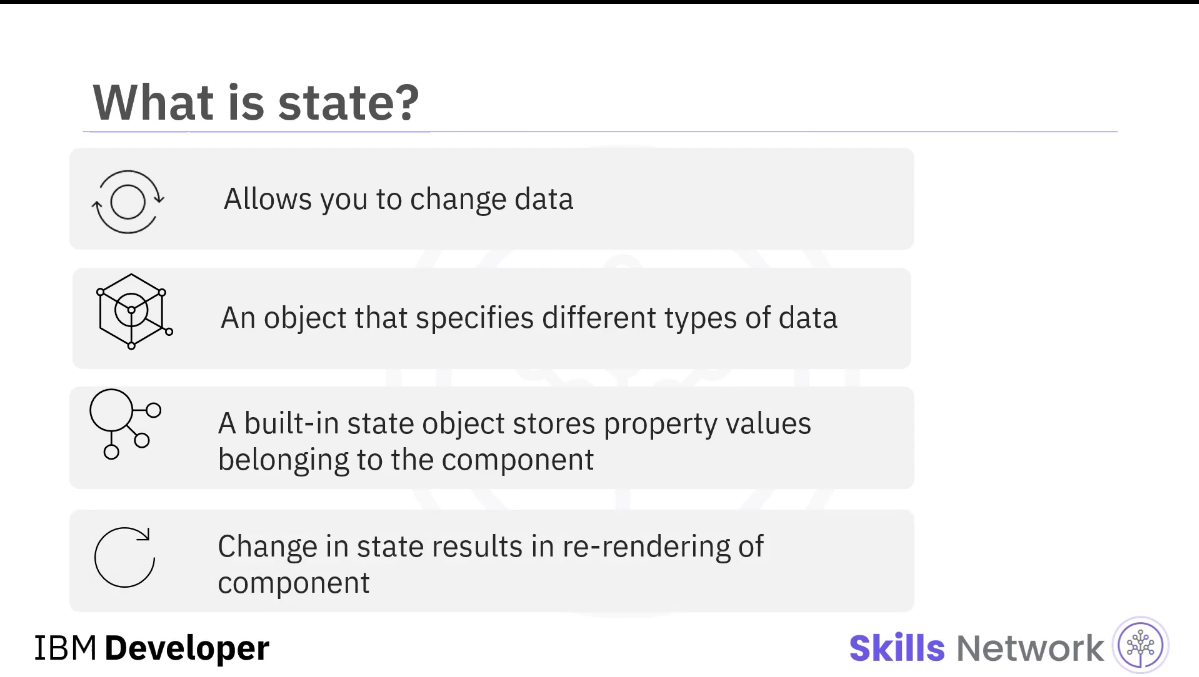 What is state?
Allows you to change data
An object that specifies different types of data
A built-in state object stores property values
belonging to the component
Change in state results in re-rendering of
component
IBM Developer
Skills Network